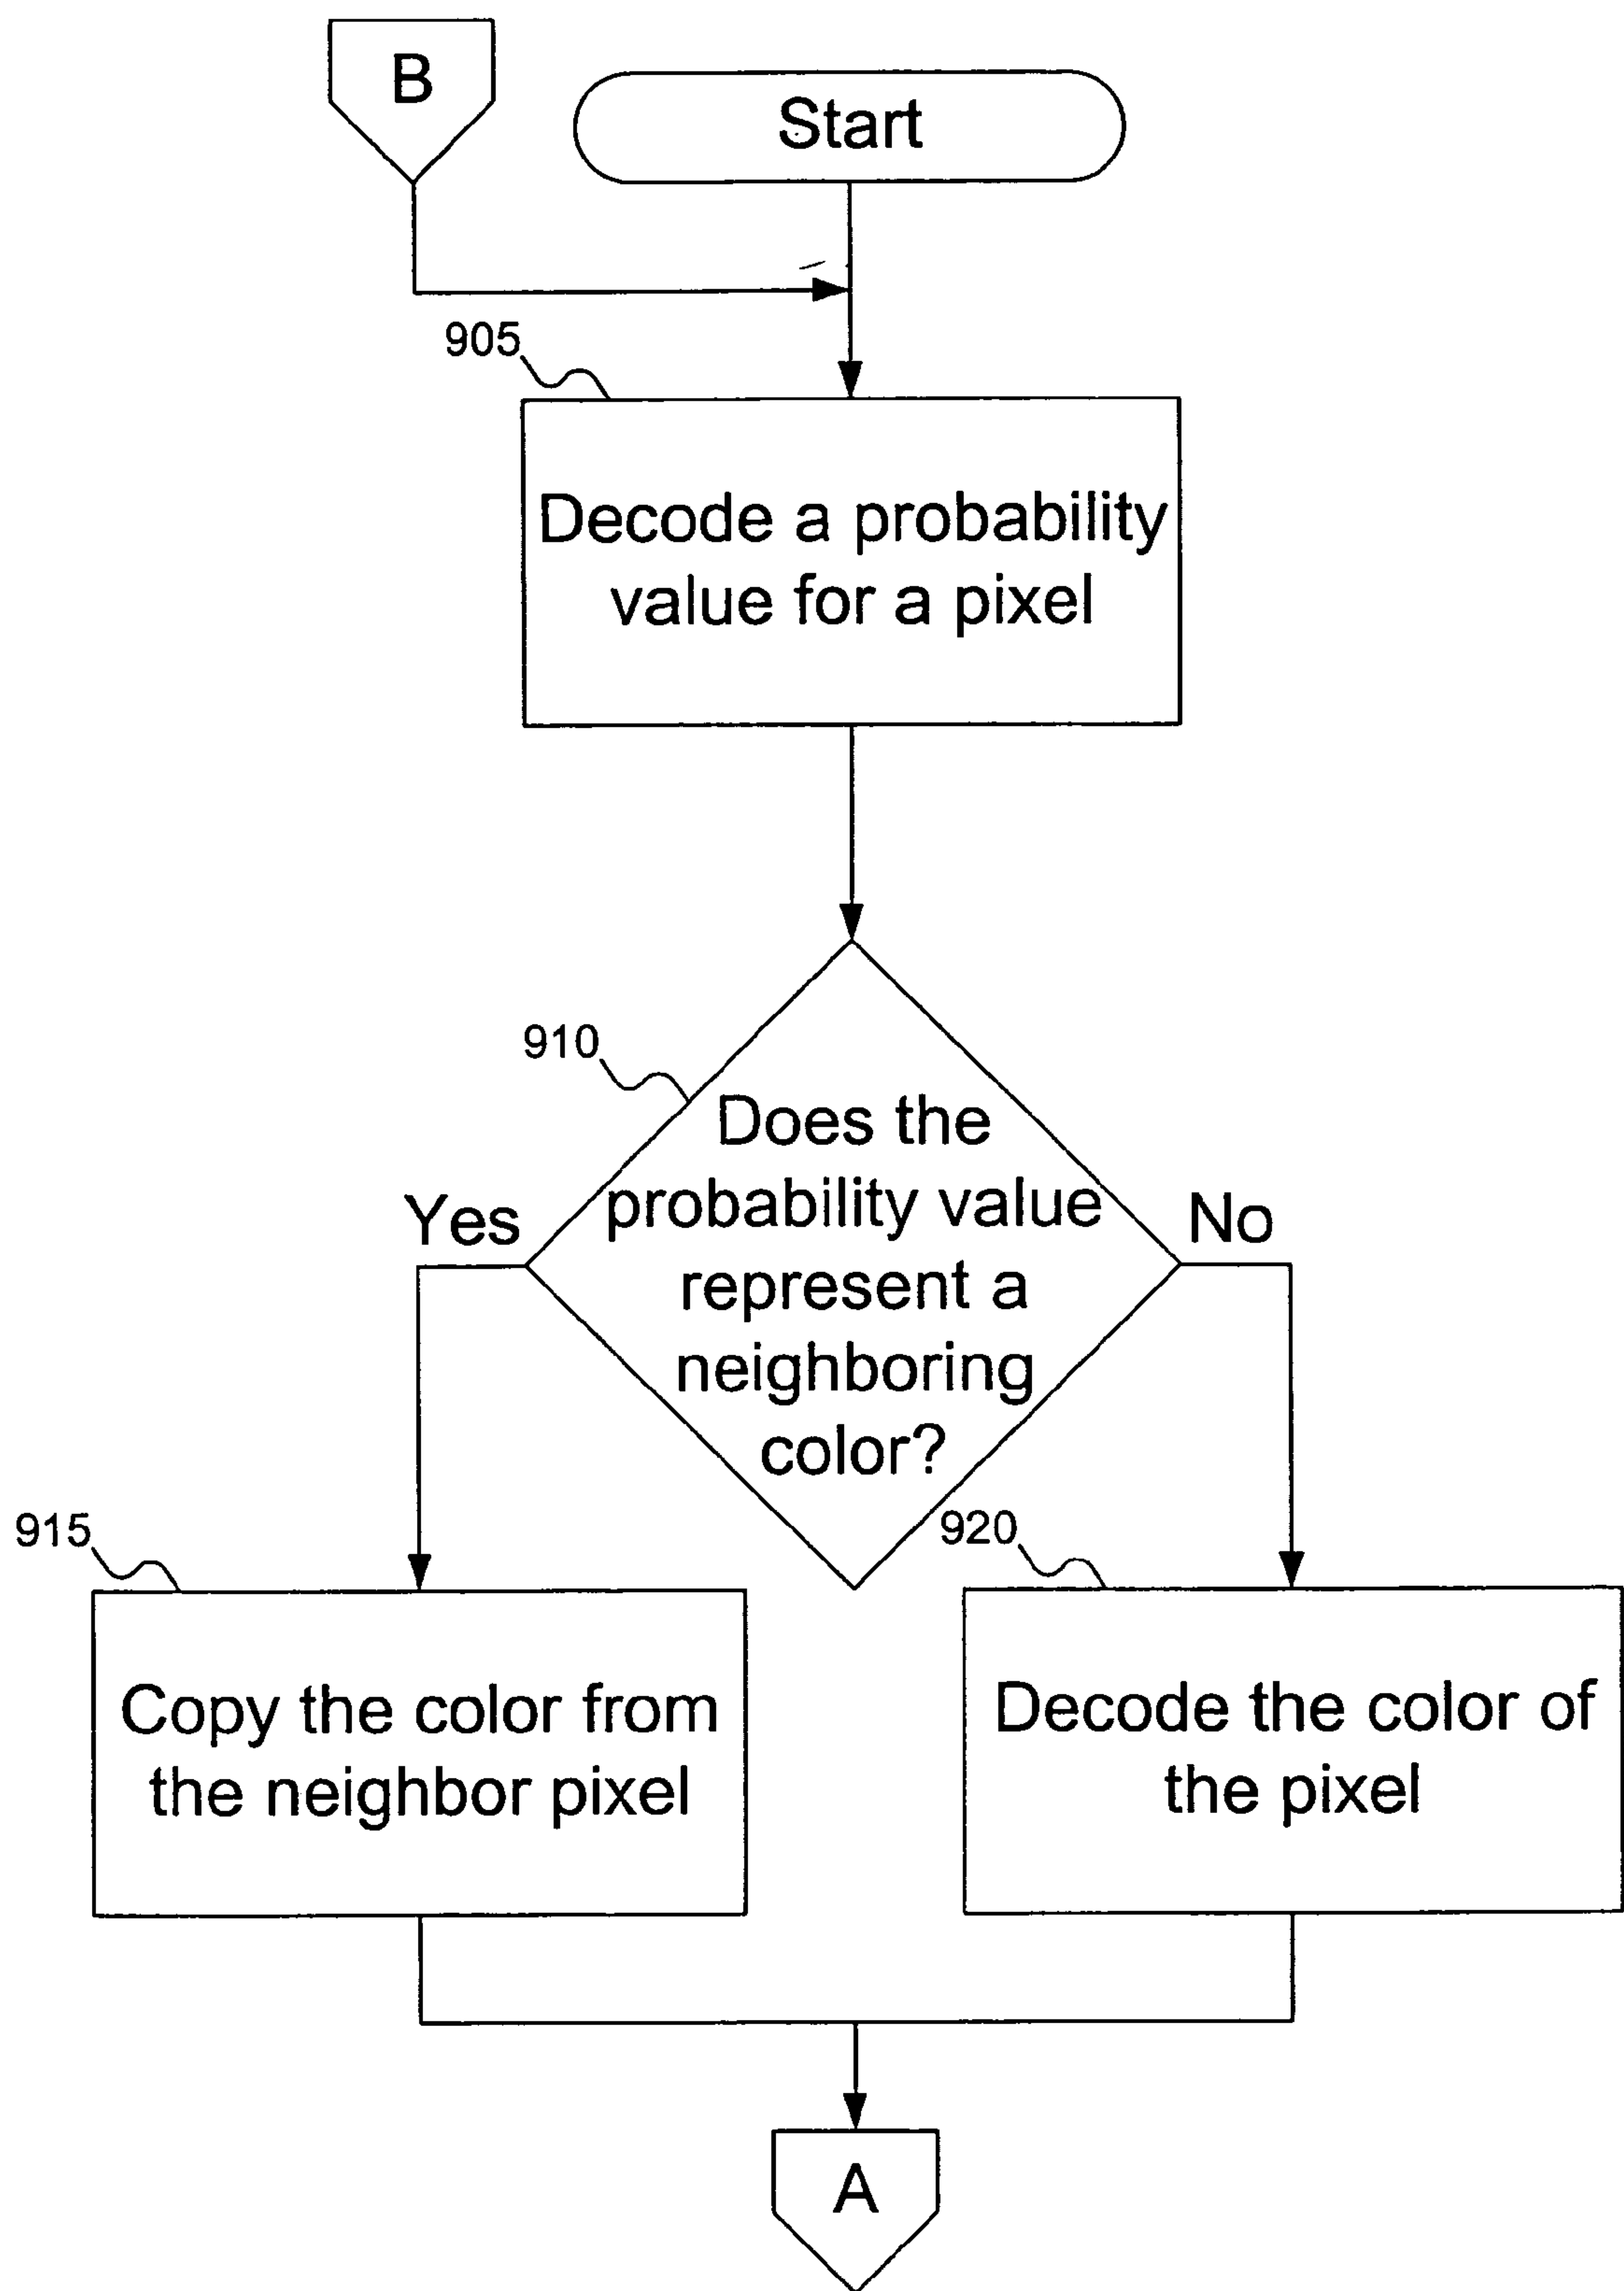 B
Start
905
Decode a probability
value for a pixel
910
Does the
probability value
represent a
neighboring
color?
Yes
No
915
Copy the color from
the neighbor pixel
920
Decode the color of
the pixel
A